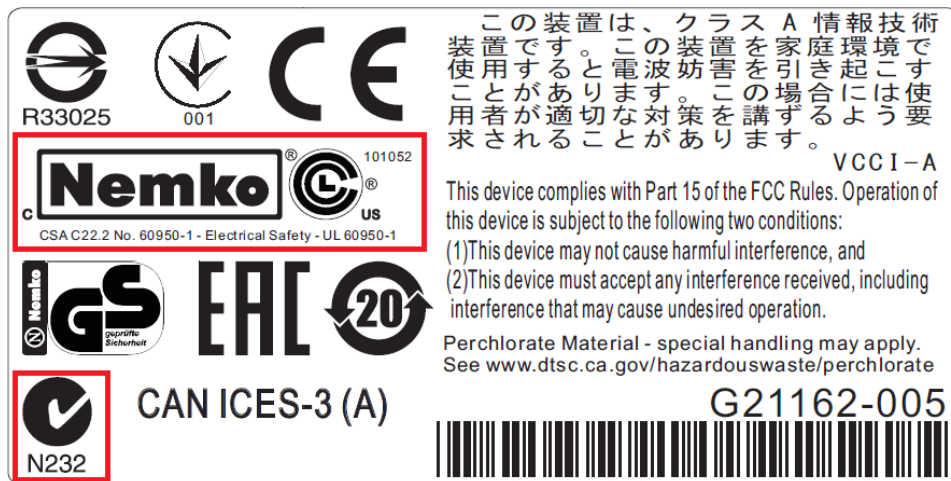 R33025
001
CE
Nemko® ® 101052
C US
CSA C22.2 No. 60950-1 - Electrical Safety - UL 60950-1
Nemko
GS
geprüfte
Sicherheit
EAC
20
N232
CAN ICES-3 (A)
この装置は、クラス A 情報技術
装置です。この装置を家庭環境で
使用すると電波妨害を引き起こす
ことがあります。この場合には使
用者が適切な対策を講ずるよう要
求されることがあります。
VCCI-A
This device complies with Part 15 of the FCC Rules. Operation of
this device is subject to the following two conditions:
(1)This device may not cause harmful interference, and
(2)This device must accept any interference received, including
interference that may cause undesired operation.
Perchlorate Material - special handling may apply.
See www.dtsc.ca.gov/hazardouswaste/perchlorate
G21162-005